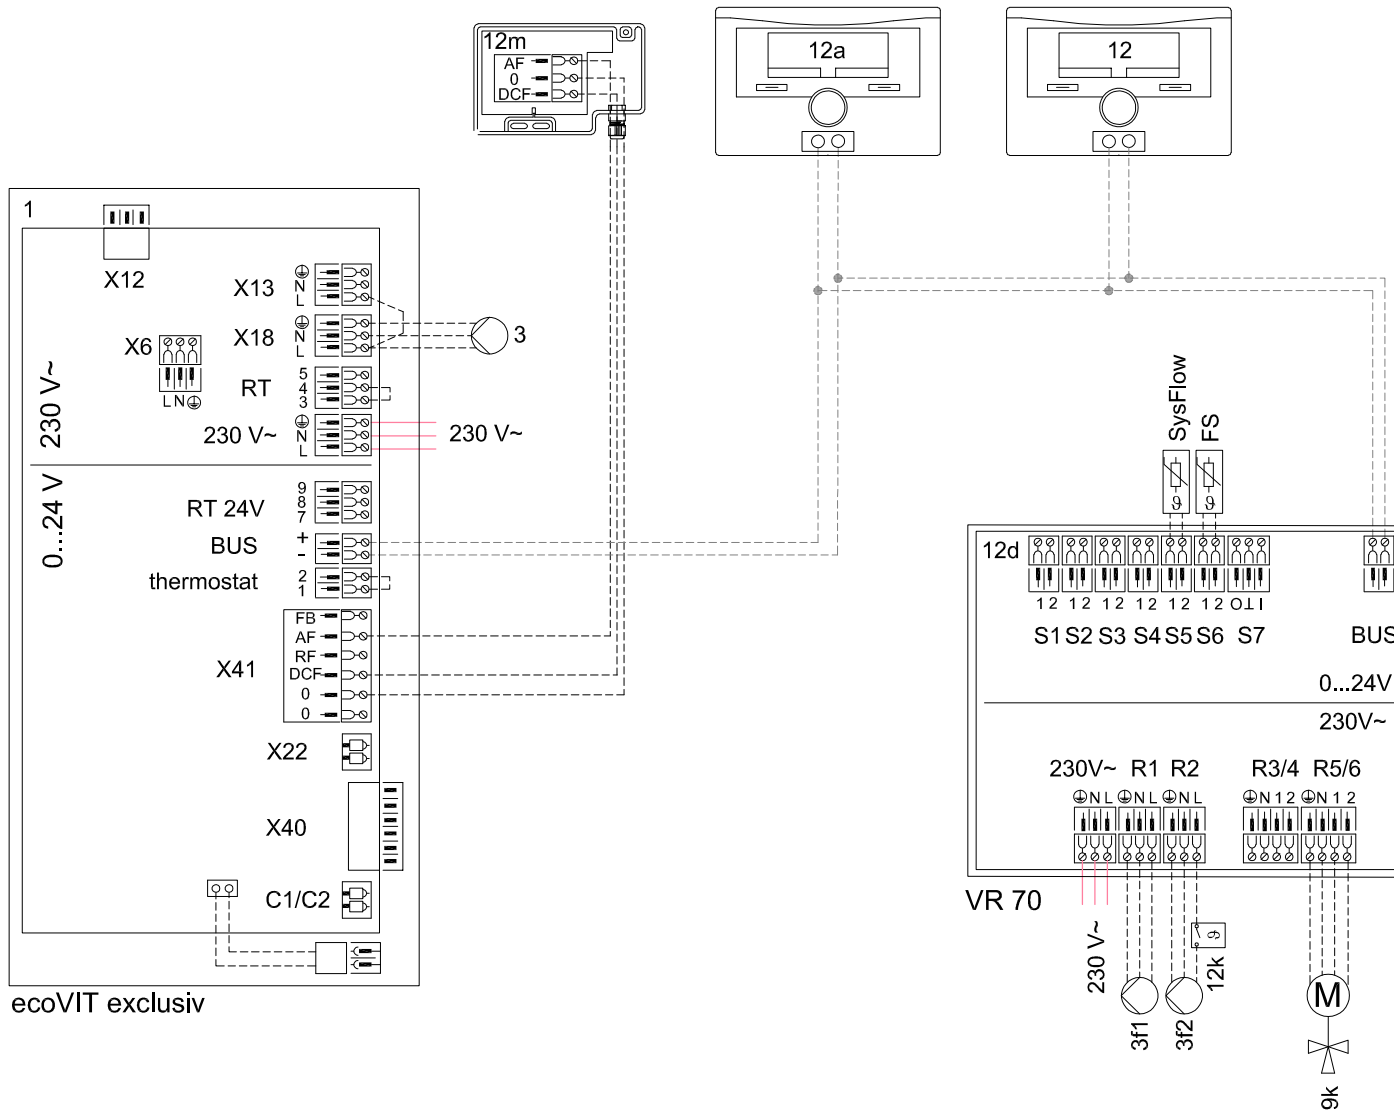 12m
AF
0
DCF
12a
12
1
X12
X13
N
L
X18
N
L
3
X6
L N
RT
5
4
3
230 V~
230 V~
N
L
230 V~
0...24 V
RT 24V
9
8
7
BUS
+
-
thermostat
2
1
X41
FB
AF
RF
DCF
0
0
X22
X40
C1/C2
ecoVIT exclusiv
SysFlow
FS
ϑ ϑ
12d
1 2 1 2 1 2 1 2 1 2 1 2 O T I
S1 S2 S3 S4 S5 S6 S7 BUS
0...24V
230V~
230V~ R1 R2 R3/4 R5/6
N L N L N L N 1 2 N 1 2
VR 70
230 V~
ϑ
12k
3f1
3f2
M
9k